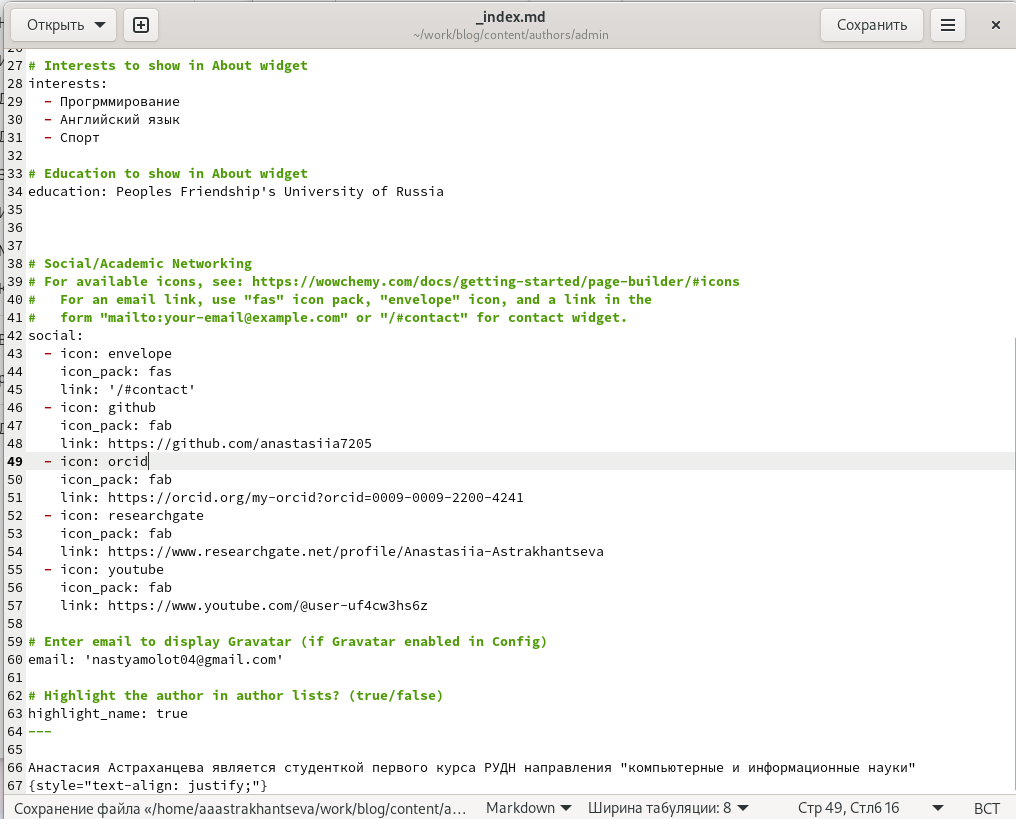 Открыть
_index.md
~/work/blog/content/authors/admin
Сохранить
26
27 # Interests to show in About widget
28 interests:
29   - Прогрммирование
30   - Английский язык
31   - Спорт
32
33 # Education to show in About widget
34 education: Peoples Friendship's University of Russia
35
36
37
38 # Social/Academic Networking
39 # For available icons, see: https://wowchemy.com/docs/getting-started/page-builder/#icons
40 #   For an email link, use "fas" icon pack, "envelope" icon, and a link in the
41 #   form "mailto:your-email@example.com" or "/#contact" for contact widget.
42 social:
43   - icon: envelope
44     icon_pack: fas
45     link: '/#contact'
46   - icon: github
47     icon_pack: fab
48     link: https://github.com/anastasiia7205
49   - icon: orcid
50     icon_pack: fab
51     link: https://orcid.org/my-orcid?orcid=0009-0009-2200-4241
52   - icon: researchgate
53     icon_pack: fab
54     link: https://www.researchgate.net/profile/Anastasiia-Astrakhantseva
55   - icon: youtube
56     icon_pack: fab
57     link: https://www.youtube.com/@user-uf4cw3hs6z
58
59 # Enter email to display Gravatar (if Gravatar enabled in Config)
60 email: 'nastyamolot04@gmail.com'
61
62 # Highlight the author in author lists? (true/false)
63 highlight_name: true
64 ---
65
66 Анастасия Астраханцева является студенткой первого курса РУДН направления "компьютерные и информационные науки"
67 {style="text-align: justify;"}
Сохранение файла «/home/aaastrakhantseva/work/blog/content/a… Markdown Ширина табуляции: 8 Стр 49, Стлб 16 ВСТ